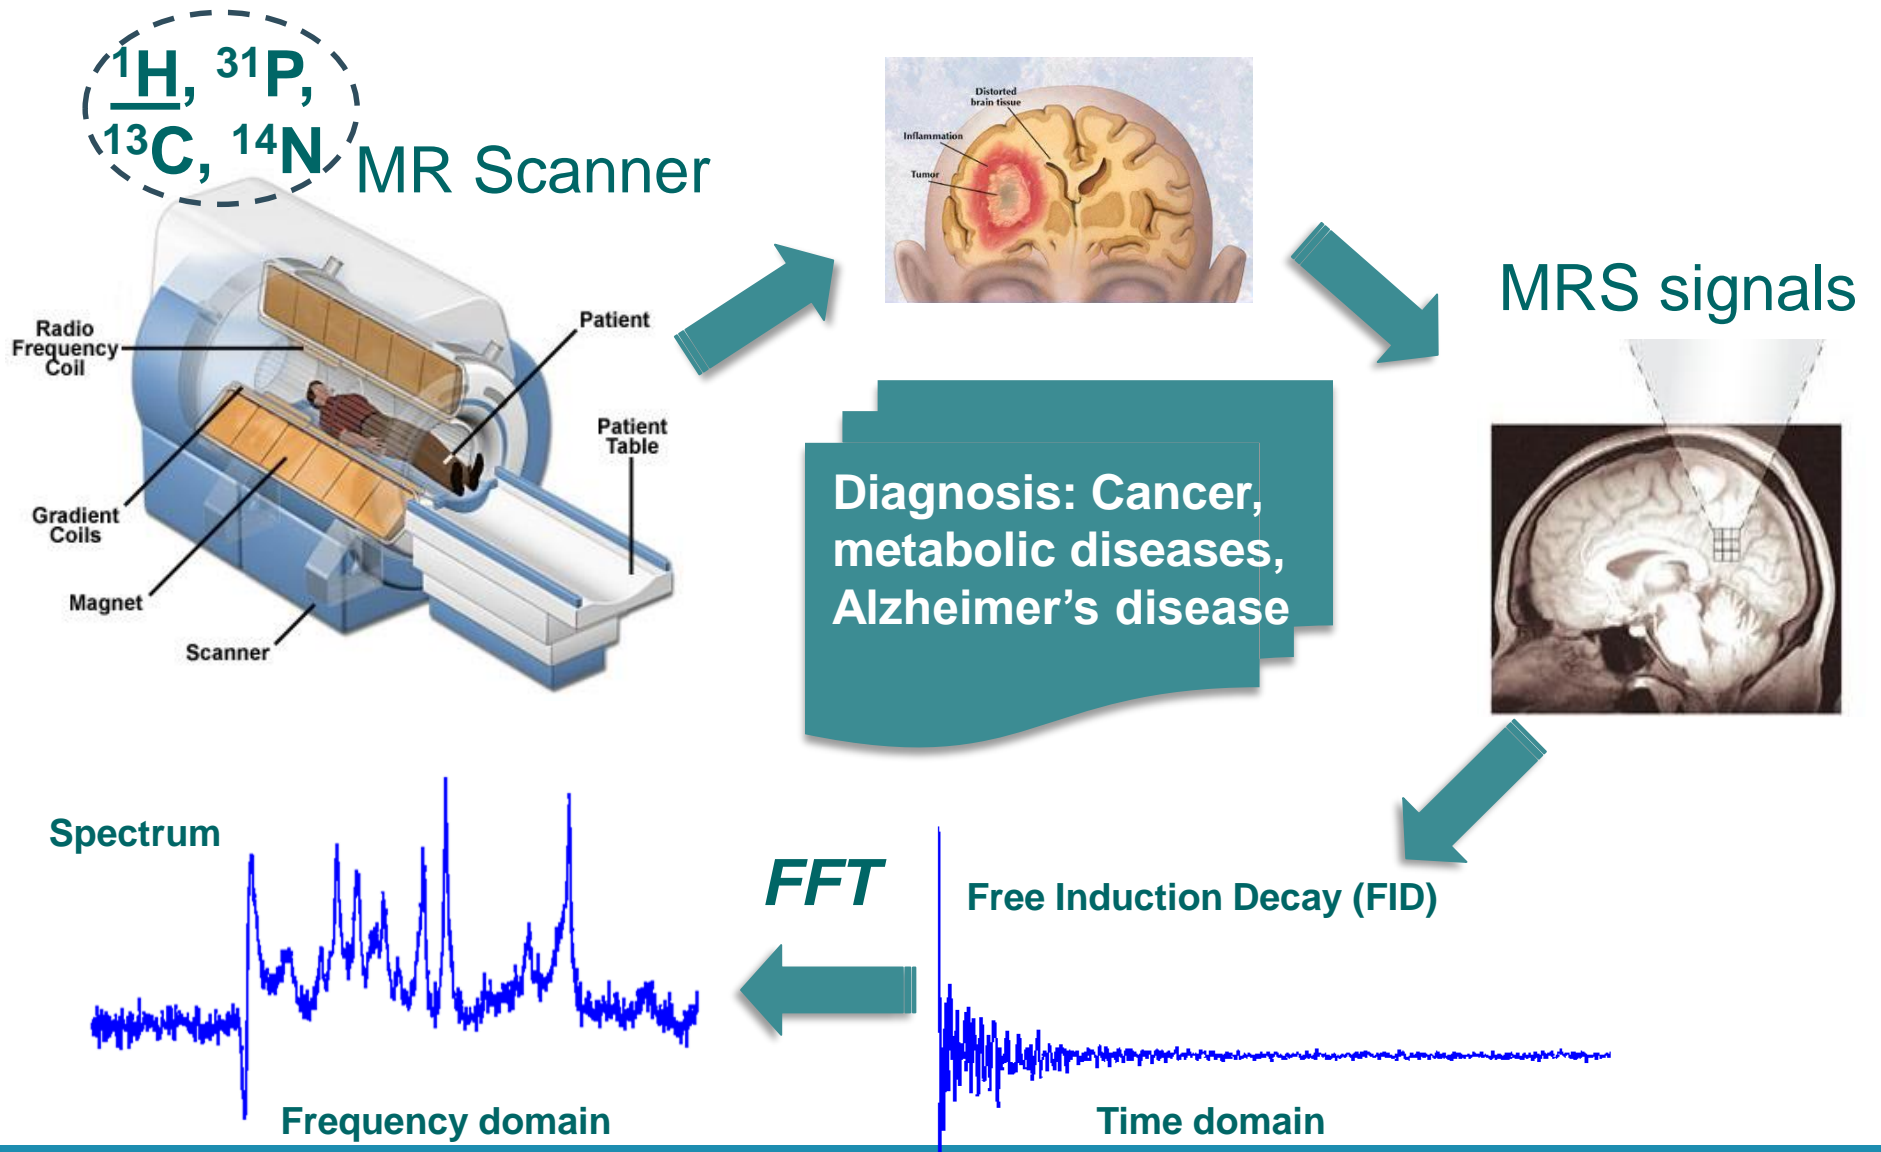 ¹H, ³¹P,
¹³C, ¹⁴N
MR Scanner
Radio
Frequency
Coil
Patient
Patient
Table
Gradient
Coils
Magnet
Scanner
Distorted
brain tissue
Inflammation
Tumor
MRS signals
Diagnosis: Cancer,
metabolic diseases,
Alzheimer’s disease
Spectrum
FFT
Free Induction Decay (FID)
Frequency domain
Time domain